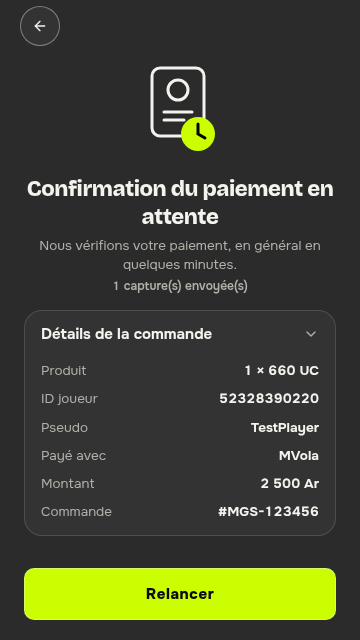 Confirmation du paiement en
attente
Nous vérifions votre paiement, en général en
quelques minutes.
1 capture(s) envoyée(s)
Détails de la commande
Produit 1 × 660 UC
ID joueur 52328390220
Pseudo TestPlayer
Payé avec MVola
Montant 2 500 Ar
Commande #MGS-123456
Relancer